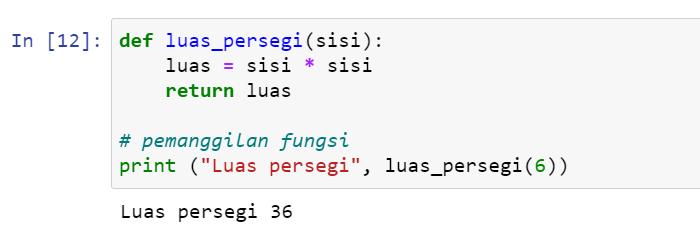 In [12]: def luas_persegi(sisi):
    luas = sisi * sisi
    return luas
# pemanggilan fungsi
print ("Luas persegi", luas_persegi(6))
Luas persegi 36